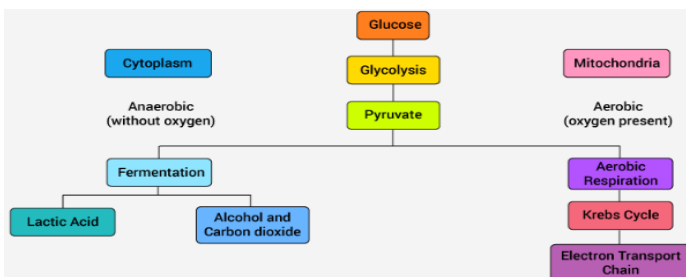 Glucose
Cytoplasm
Glycolysis
Mitochondria
Anaerobic
(without oxygen)
Pyruvate
Aerobic
(oxygen present)
Fermentation
Aerobic
Respiration
Lactic Acid
Alcohol and
Carbon dioxide
Krebs Cycle
Electron Transport
Chain